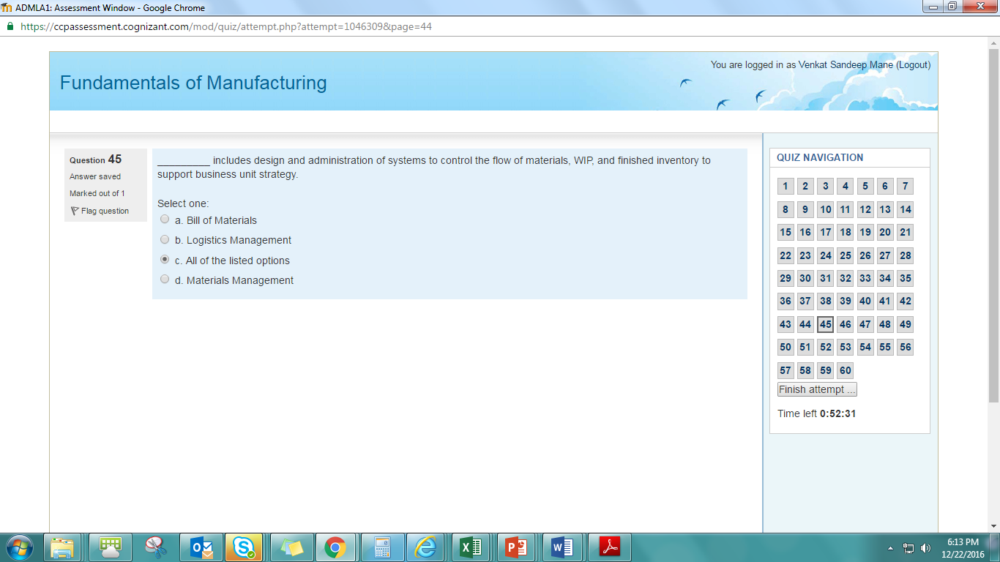 ADMLA1: Assessment Window - Google Chrome
https://ccpassessment.cognizant.com/mod/quiz/attempt.php?attempt=1046309&page=44
You are logged in as Venkat Sandeep Mane (Logout)
Fundamentals of Manufacturing
Question 45
Answer saved
Marked out of 1
Flag question
_________ includes design and administration of systems to control the flow of materials, WIP, and finished inventory to
support business unit strategy.
Select one:
a. Bill of Materials
b. Logistics Management
c. All of the listed options
d. Materials Management
QUIZ NAVIGATION
1 2 3 4 5 6 7
8 9 10 11 12 13 14
15 16 17 18 19 20 21
22 23 24 25 26 27 28
29 30 31 32 33 34 35
36 37 38 39 40 41 42
43 44 45 46 47 48 49
50 51 52 53 54 55 56
57 58 59 60
Finish attempt ...
Time left 0:52:31
6:13 PM
12/22/2016